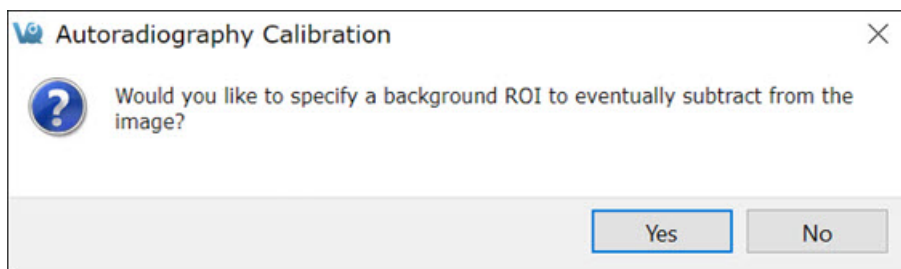 Autoradiography Calibration
Would you like to specify a background ROI to eventually subtract from the
image?
Yes
No